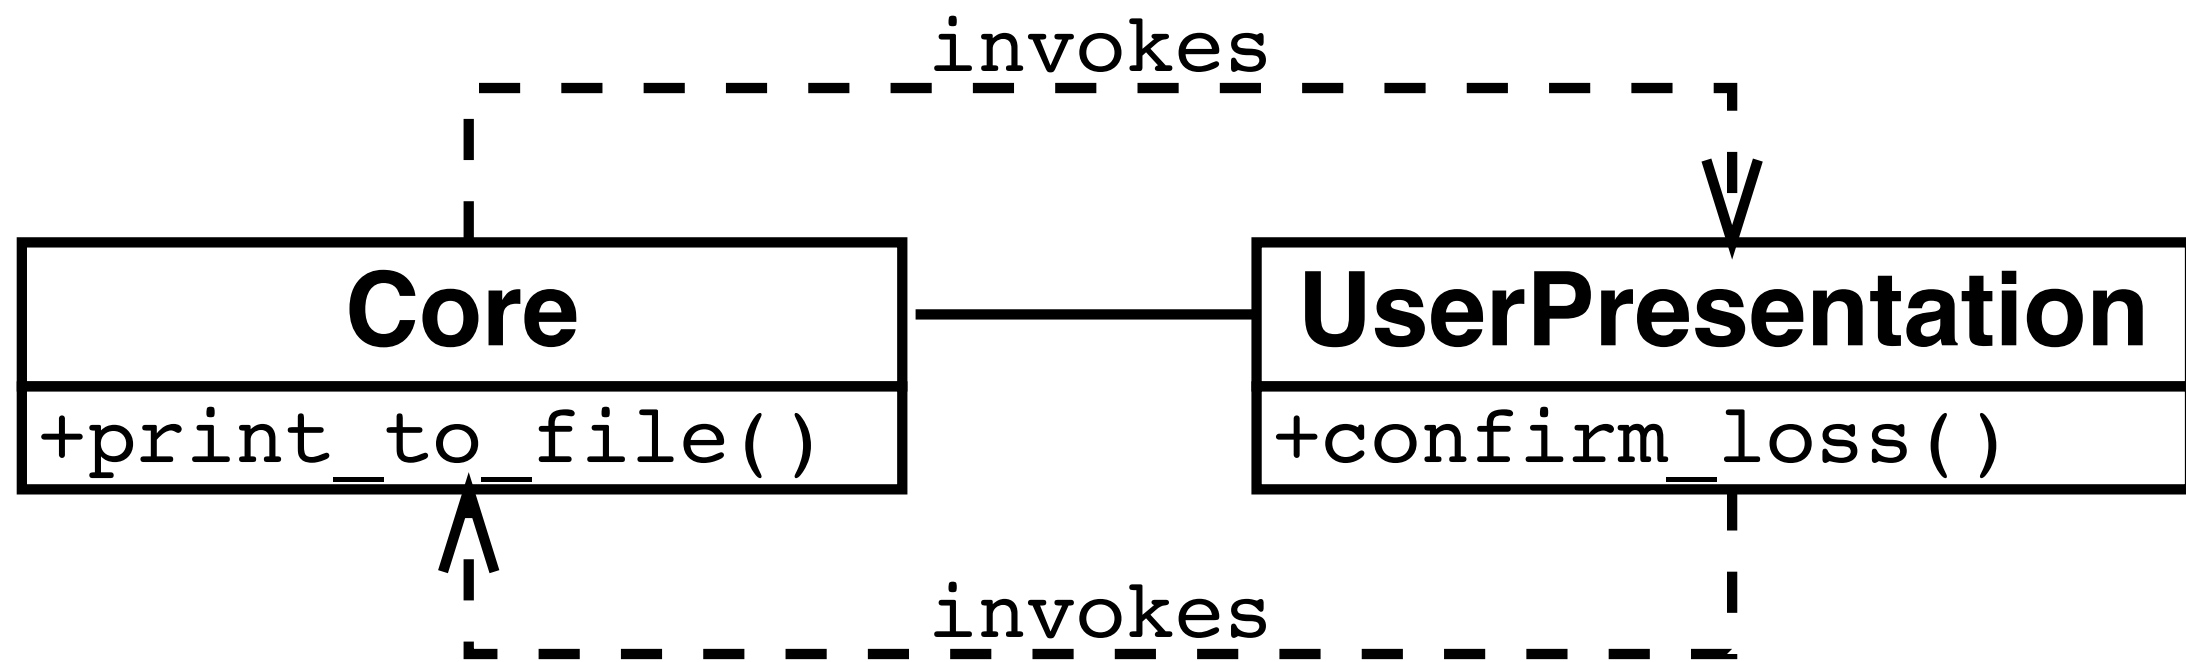 invokes
Core
UserPresentation
+print_to_file()
+confirm_loss()
invokes